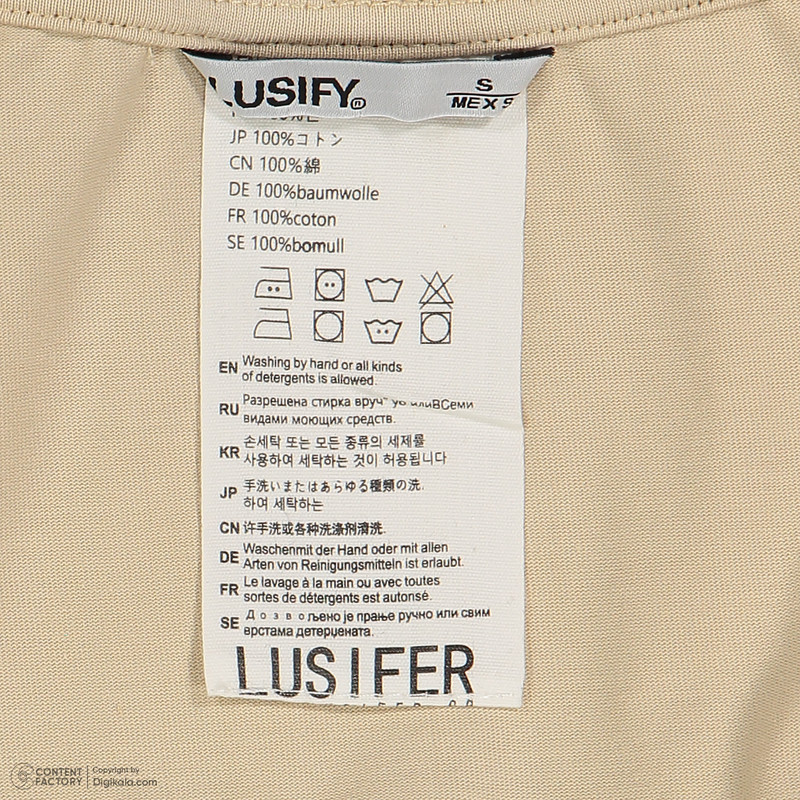 LUSIFY
S
MEX S
JP 100%コトン
CN 100%綿
DE 100%baumwolle
FR 100%coton
SE 100%bomull
EN Washing by hand or all kinds
of detergents is allowed.
RU Разрешена стирка вруч илиВСеми
видами моющих средств.
KR 손세탁 또는 모든 종류의 세제를
사용하여 세탁하는 것이 허용됩니다
JP 手洗いまたはあらゆる種類の洗.
하여 세탁하는
CN 许手洗或各种洗涤剂清洗.
DE Waschenmit der Hand oder mit allen
Arten von Reinigungsmitteln ist erlaubt.
FR Le lavage à la main ou avec toutes
sortes de détergents est autorisé.
SE Дозвољено је прање ручно или свим
врстама детерџената.
LUSIFER
CONTENT FACTORY
Copyright by
Digikala.com